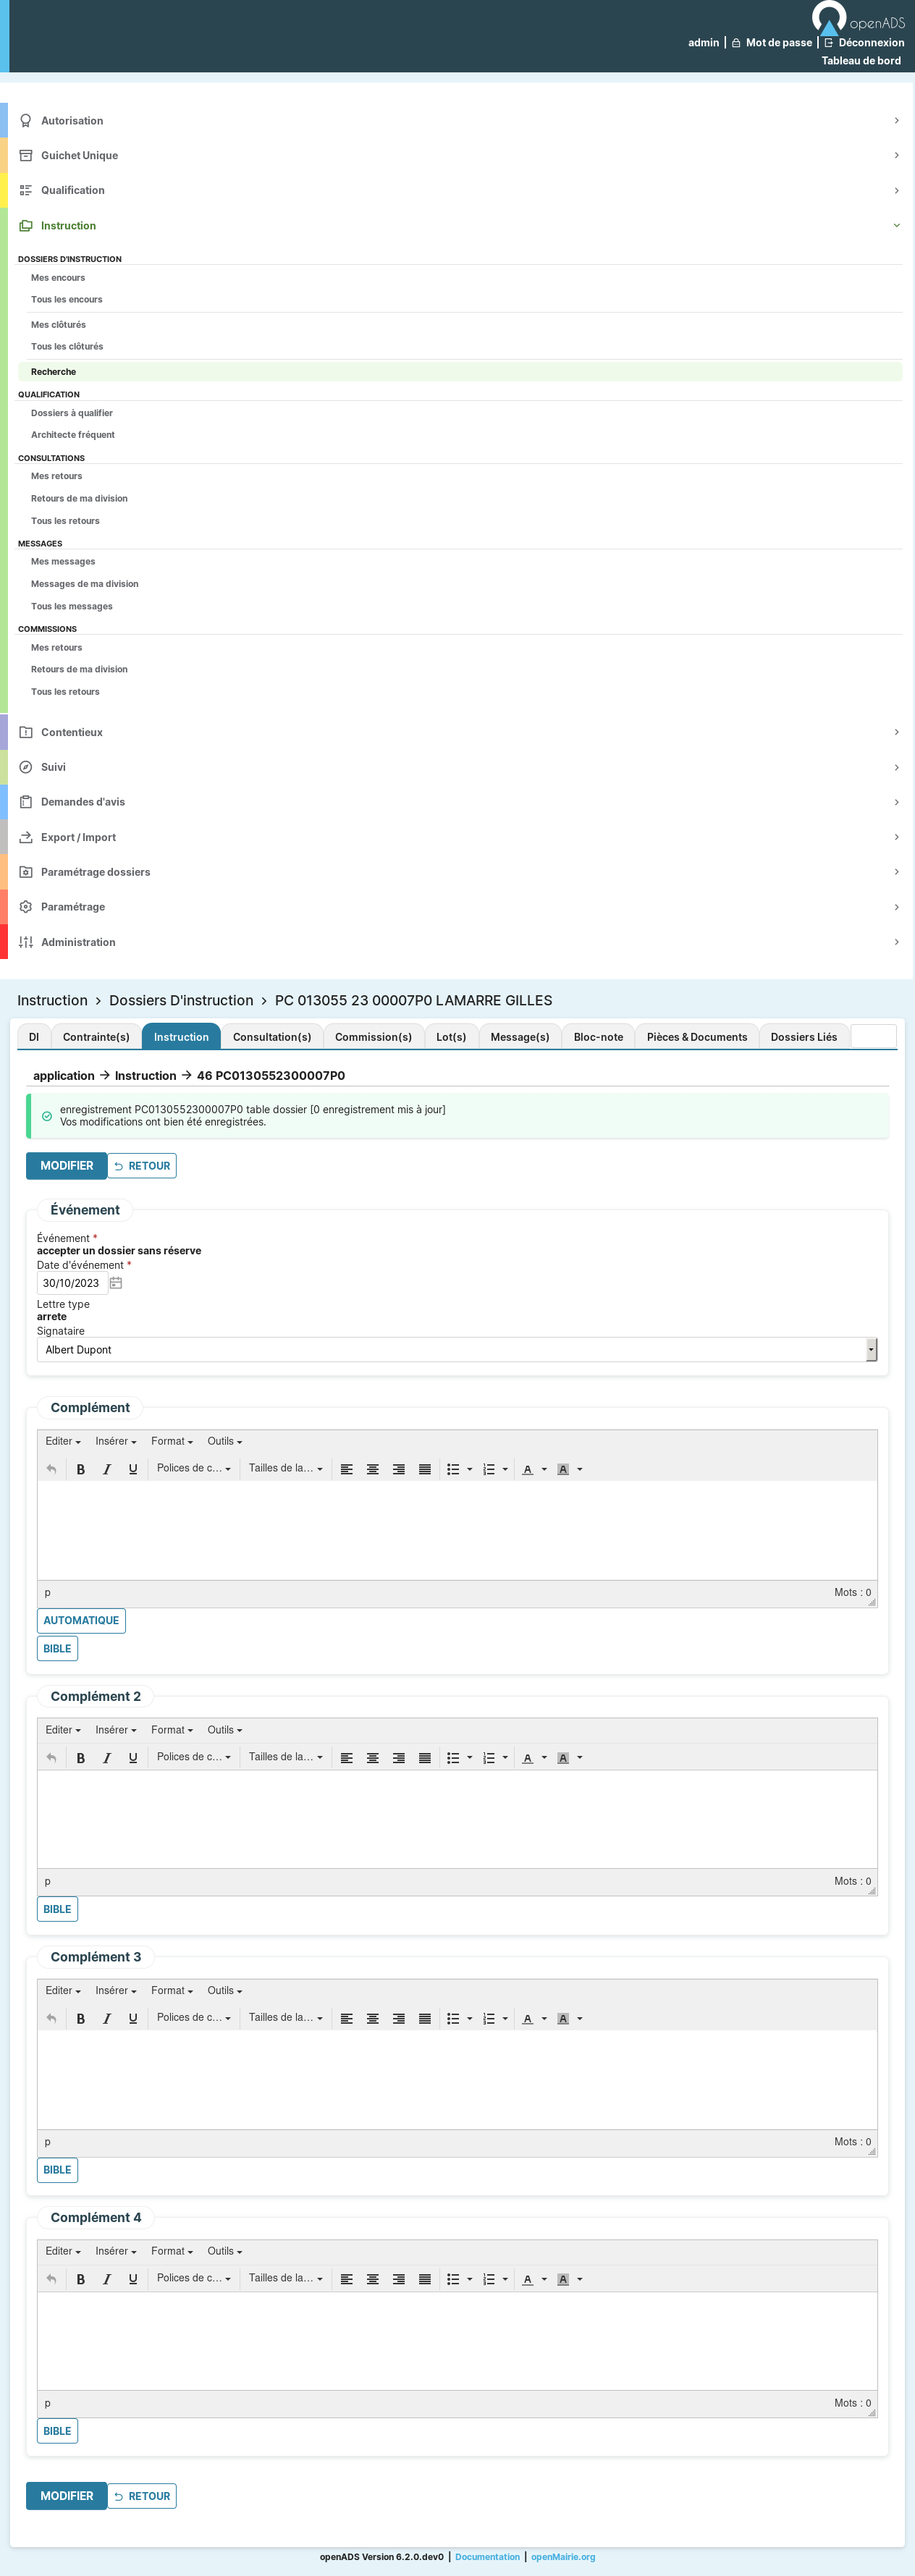 openADS
admin | Mot de passe | Déconnexion
Tableau de bord
Autorisation
Guichet Unique
Qualification
Instruction
DOSSIERS D'INSTRUCTION
Mes encours
Tous les encours
Mes clôturés
Tous les clôturés
Recherche
QUALIFICATION
Dossiers à qualifier
Architecte fréquent
CONSULTATIONS
Mes retours
Retours de ma division
Tous les retours
MESSAGES
Mes messages
Messages de ma division
Tous les messages
COMMISSIONS
Mes retours
Retours de ma division
Tous les retours
Contentieux
Suivi
Demandes d'avis
Export / Import
Paramétrage dossiers
Paramétrage
Administration
Instruction > Dossiers D'instruction > PC 013055 23 00007P0 LAMARRE GILLES
DI Contrainte(s) Instruction Consultation(s) Commission(s) Lot(s) Message(s) Bloc-note Pièces & Documents Dossiers Liés
application → Instruction → 46 PC0130552300007P0
enregistrement PC0130552300007P0 table dossier [0 enregistrement mis à jour]
Vos modifications ont bien été enregistrées.
MODIFIER RETOUR
Événement
Événement *
accepter un dossier sans réserve
Date d'événement *
30/10/2023
Lettre type
arrete
Signataire
Albert Dupont
Complément
Editer Insérer Format Outils
B I U Polices de c... Tailles de la... A A
p Mots : 0
AUTOMATIQUE
BIBLE
Complément 2
Editer Insérer Format Outils
B I U Polices de c... Tailles de la... A A
p Mots : 0
BIBLE
Complément 3
Editer Insérer Format Outils
B I U Polices de c... Tailles de la... A A
p Mots : 0
BIBLE
Complément 4
Editer Insérer Format Outils
B I U Polices de c... Tailles de la... A A
p Mots : 0
BIBLE
MODIFIER RETOUR
openADS Version 6.2.0.dev0 | Documentation | openMairie.org